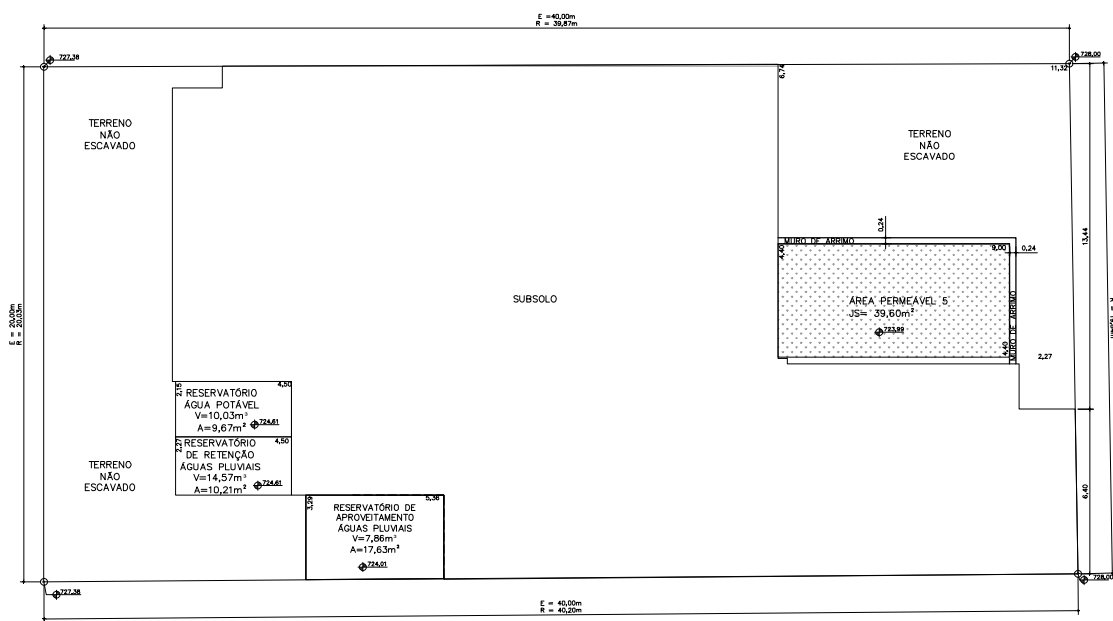 E =40,00m
R = 39,87m
727,38
728,00
11,32
6,74
TERRENO
NÃO
ESCAVADO
TERRENO
NÃO
ESCAVADO
0,24
MURO DE ARRIMO
4,40
9,00
0,24
13,44
SUBSOLO
ÁREA PERMEÁVEL 5
JS= 39,60m²
723,99
MURO DE ARRIMO
4,40
2,27
E = 20,00m
R = 20,03m
2,15
RESERVATÓRIO
4,50
ÁGUA POTÁVEL
V=10,03m³
A=9,67m²
724,61
2,27
RESERVATÓRIO
4,50
DE RETENÇÃO
ÁGUAS PLUVIAIS
V=14,57m³
A=10,21m²
724,61
TERRENO
NÃO
ESCAVADO
3,29
5,36
RESERVATÓRIO DE
APROVEITAMENTO
ÁGUAS PLUVIAIS
V=7,86m³
A=17,63m²
724,01
6,40
727,38
728,00
E = 40,00m
R = 40,20m